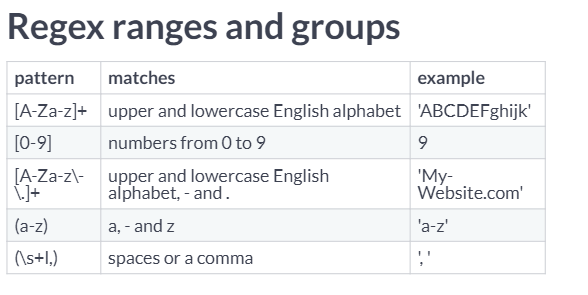 Regex ranges and groups
pattern matches example
[A-Za-z]+ upper and lowercase English alphabet 'ABCDEFghijk'
[0-9] numbers from 0 to 9 9
[A-Za-z\- upper and lowercase English 'My-
\.]+ alphabet, - and . Website.com'
(a-z) a, - and z 'a-z'
(\s+l,) spaces or a comma ', '